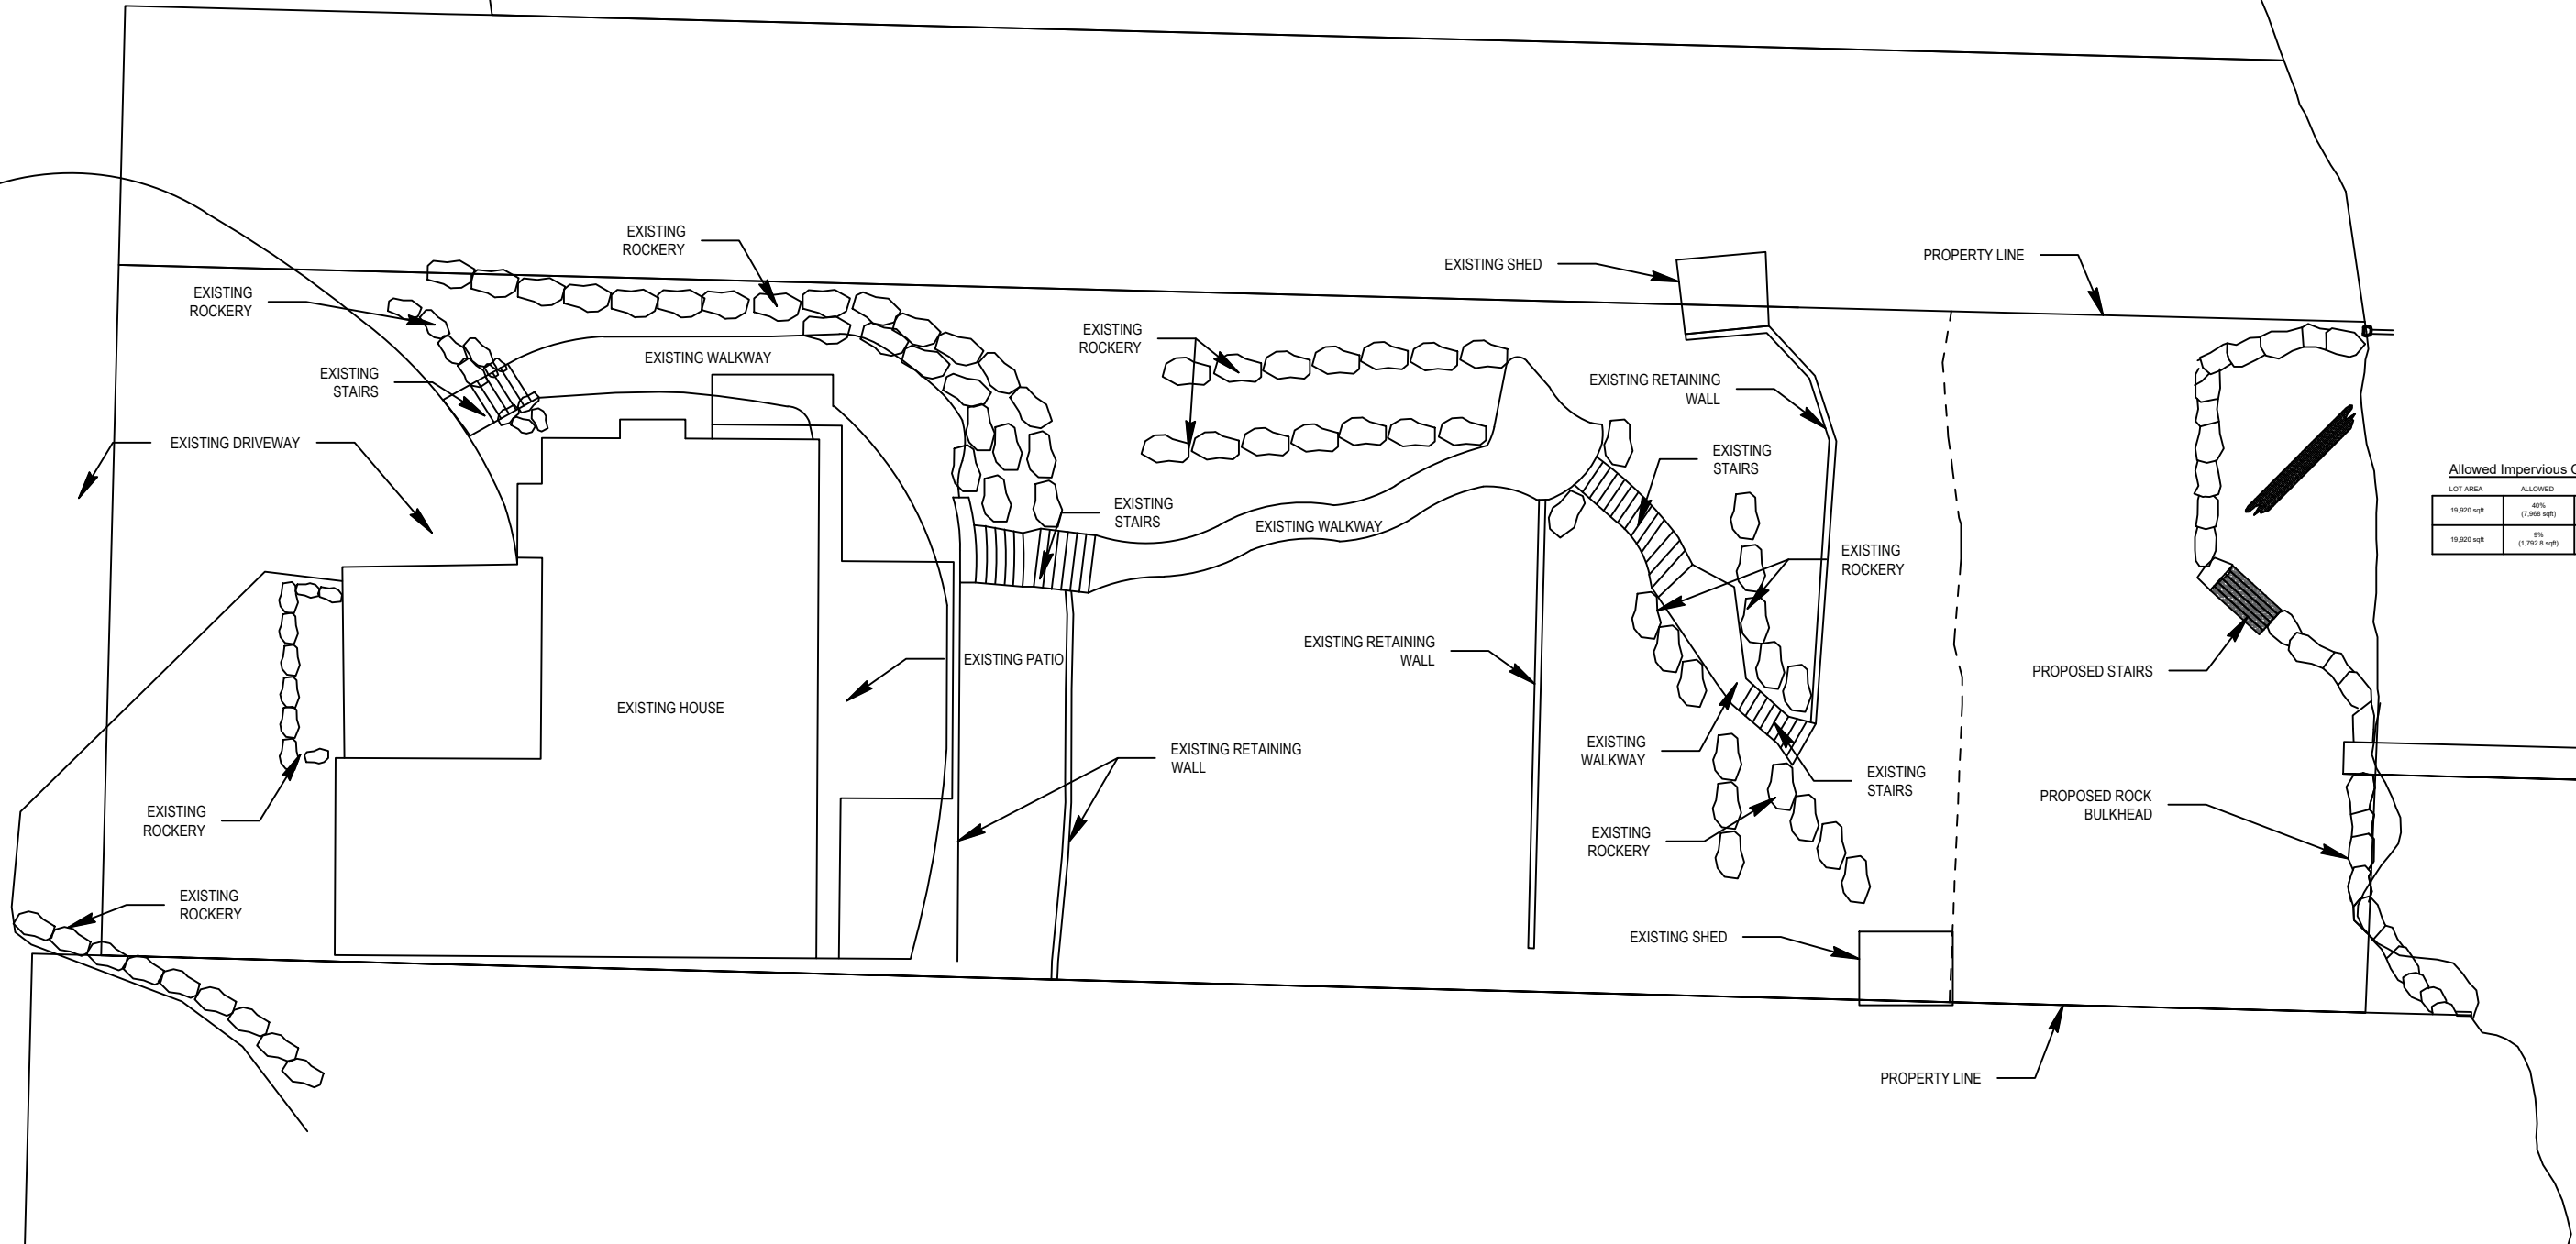 EXISTING
ROCKERY
EXISTING SHED
PROPERTY LINE
EXISTING
ROCKERY
EXISTING
ROCKERY
EXISTING WALKWAY
EXISTING
STAIRS
EXISTING RETAINING
WALL
EXISTING DRIVEWAY
EXISTING
STAIRS
Allowed Impervious
LOT AREA ALLOWED
19,920 sqft 40%
(7,968 sqft)
19,920 sqft 9%
(1,792.8 sqft)
EXISTING
STAIRS
EXISTING WALKWAY
EXISTING
ROCKERY
EXISTING RETAINING
WALL
EXISTING PATIO
PROPOSED STAIRS
EXISTING HOUSE
EXISTING RETAINING
WALL
EXISTING
WALKWAY
EXISTING
STAIRS
PROPOSED ROCK
BULKHEAD
EXISTING
ROCKERY
EXISTING
ROCKERY
EXISTING
ROCKERY
EXISTING SHED
PROPERTY LINE